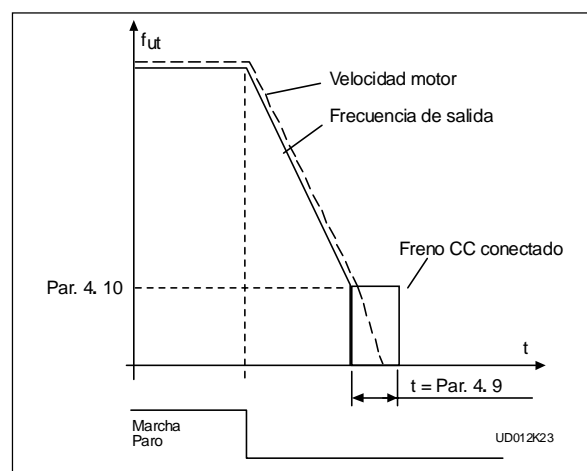 fut
Velocidad motor
Frecuencia de salida
Freno CC conectado
Par. 4. 10
t
t = Par. 4. 9
Marcha
Paro
UD012K23